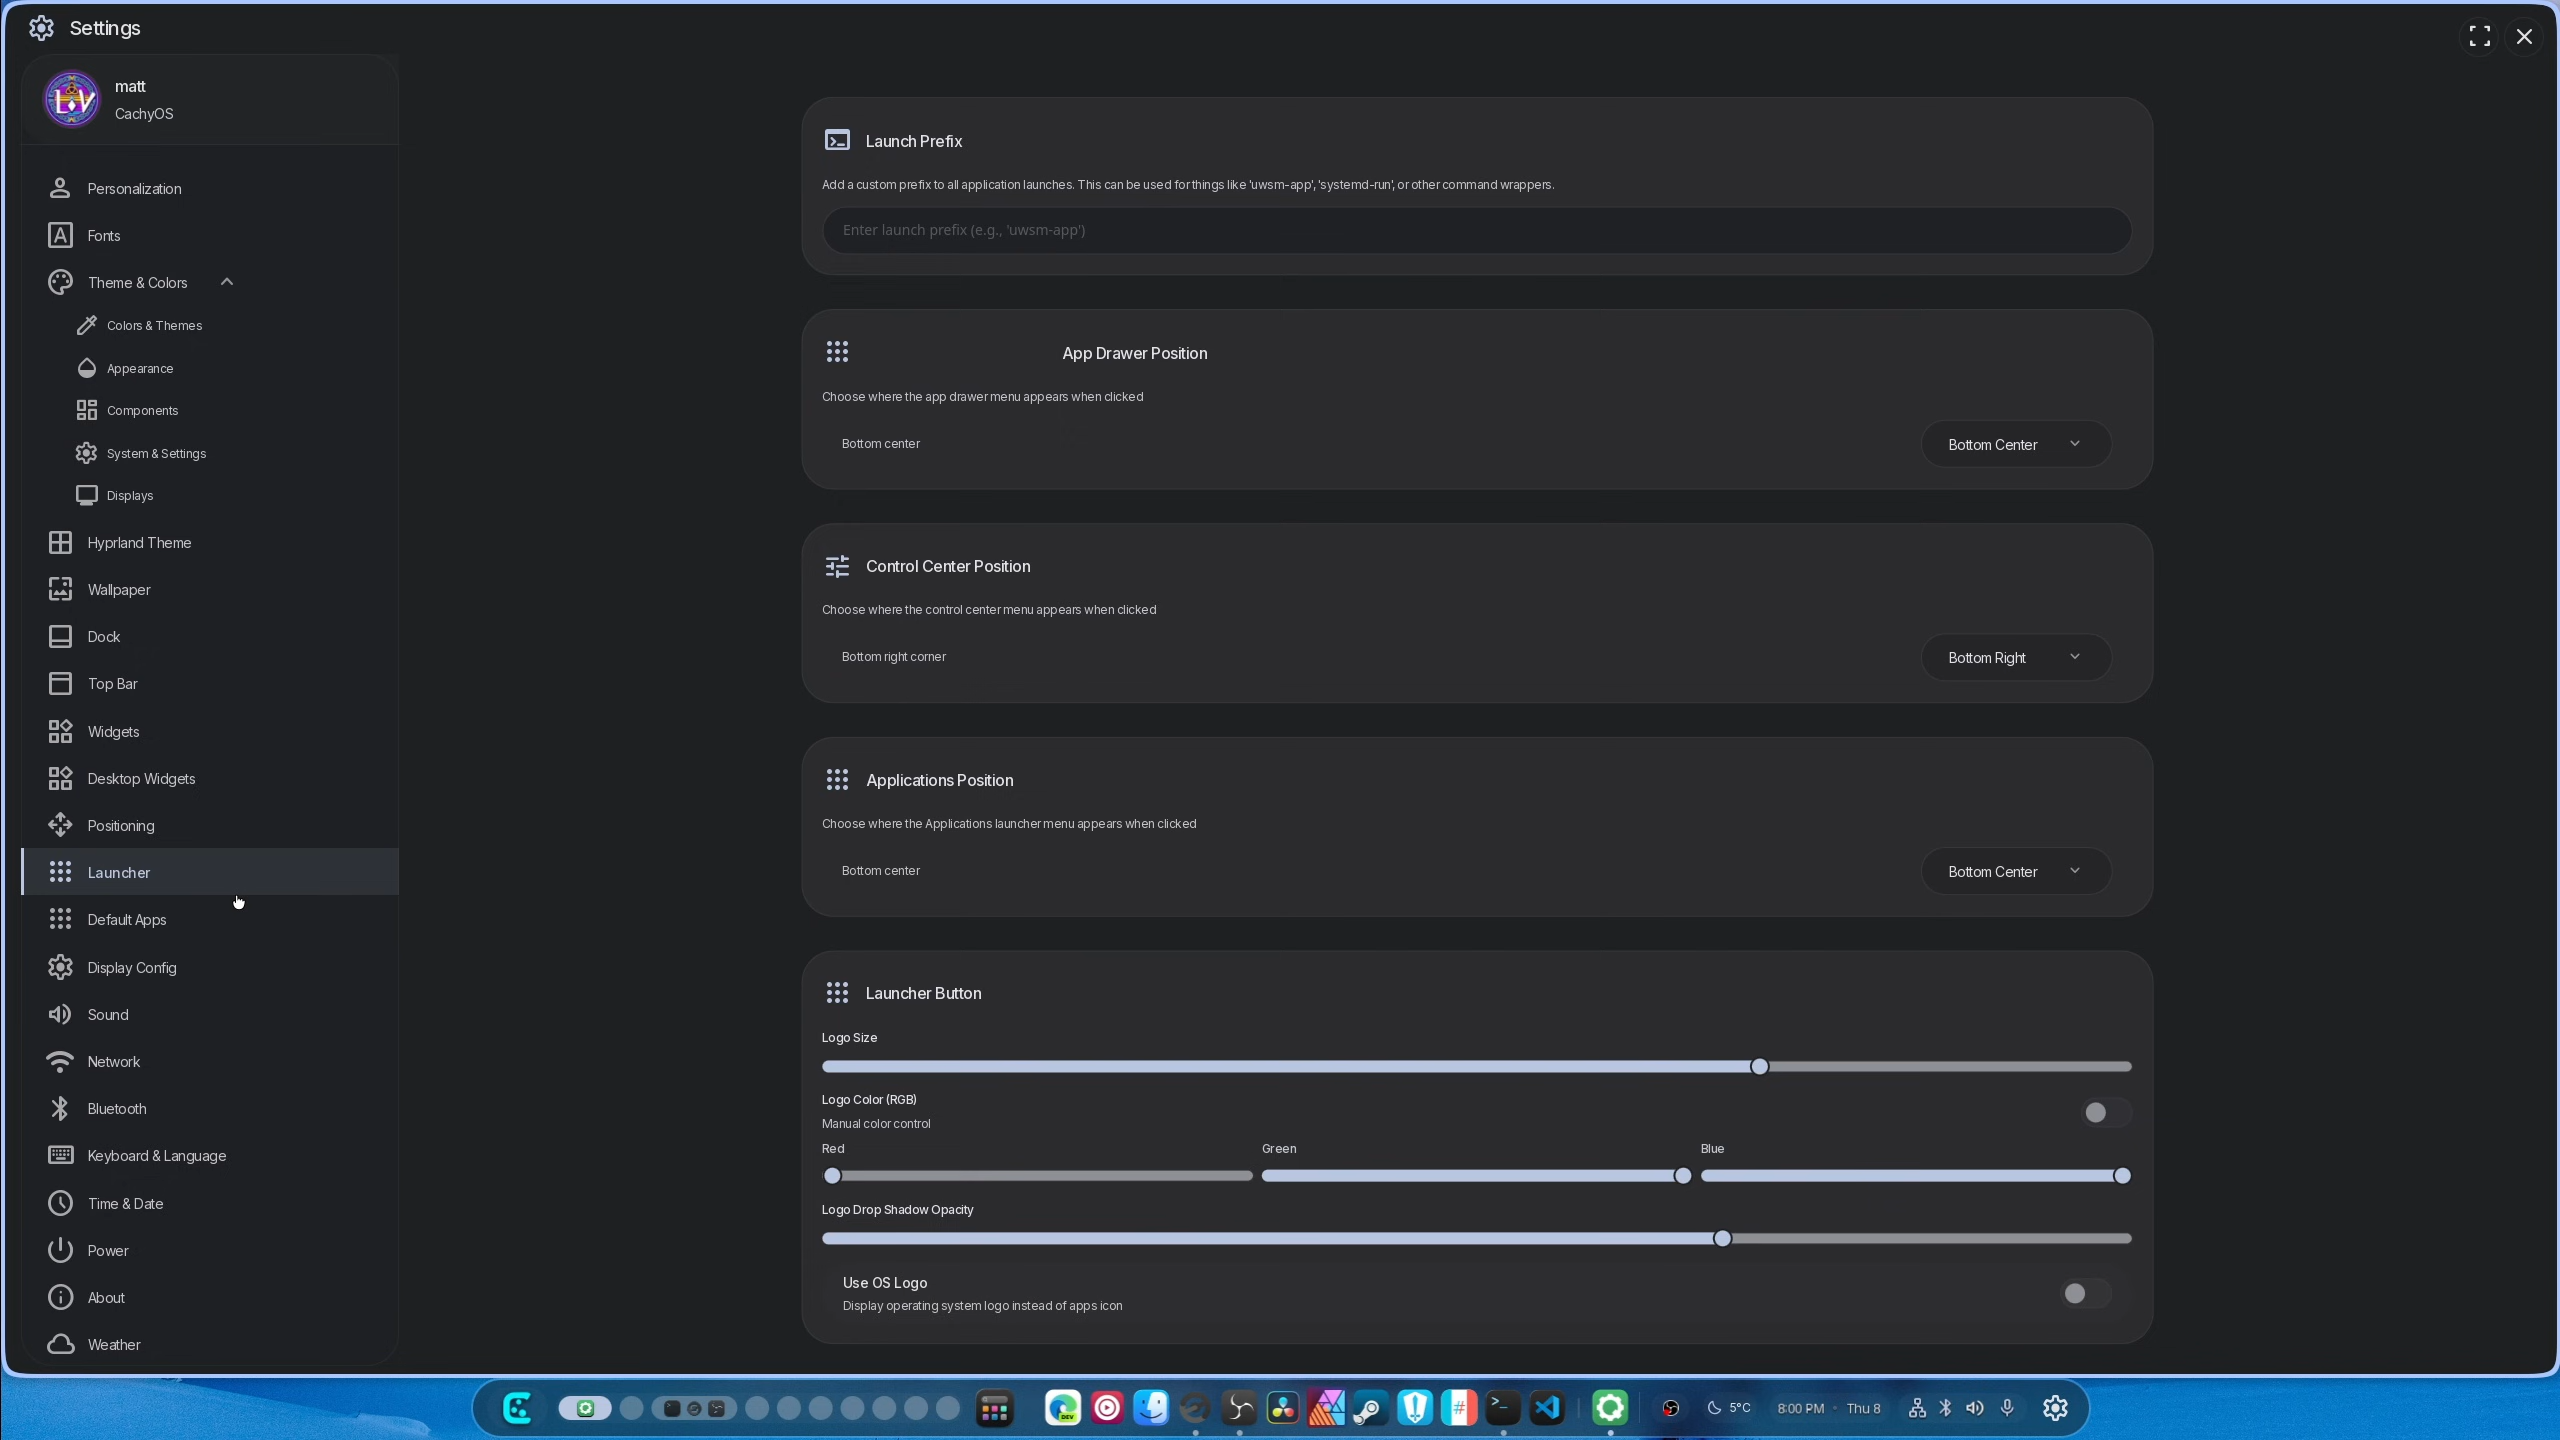 Settings
matt
CachyOS
Personalization
Fonts
Theme & Colors
Colors & Themes
Appearance
Components
System & Settings
Displays
Hyprland Theme
Wallpaper
Dock
Top Bar
Widgets
Desktop Widgets
Positioning
Launcher
Default Apps
Display Config
Sound
Network
Bluetooth
Keyboard & Language
Time & Date
Power
About
Weather
Launch Prefix
Add a custom prefix to all application launches. This can be used for things like 'uwsm-app', 'systemd-run', or other command wrappers.
Enter launch prefix (e.g., 'uwsm-app')
App Drawer Position
Choose where the app drawer menu appears when clicked
Bottom center
Bottom Center
Control Center Position
Choose where the control center menu appears when clicked
Bottom right corner
Bottom Right
Applications Position
Choose where the Applications launcher menu appears when clicked
Bottom center
Bottom Center
Launcher Button
Logo Size
Logo Color (RGB)
Manual color control
Red
Green
Blue
Logo Drop Shadow Opacity
Use OS Logo
Display operating system logo instead of apps icon
DEV
5°C
8:00 PM • Thu 8